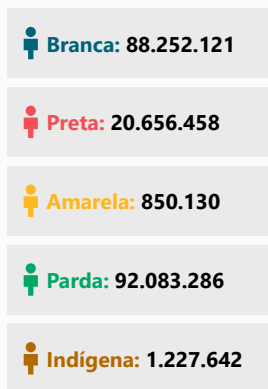 Branca: 88.252.121
Preta: 20.656.458
Amarela: 850.130
Parda: 92.083.286
Indígena: 1.227.642